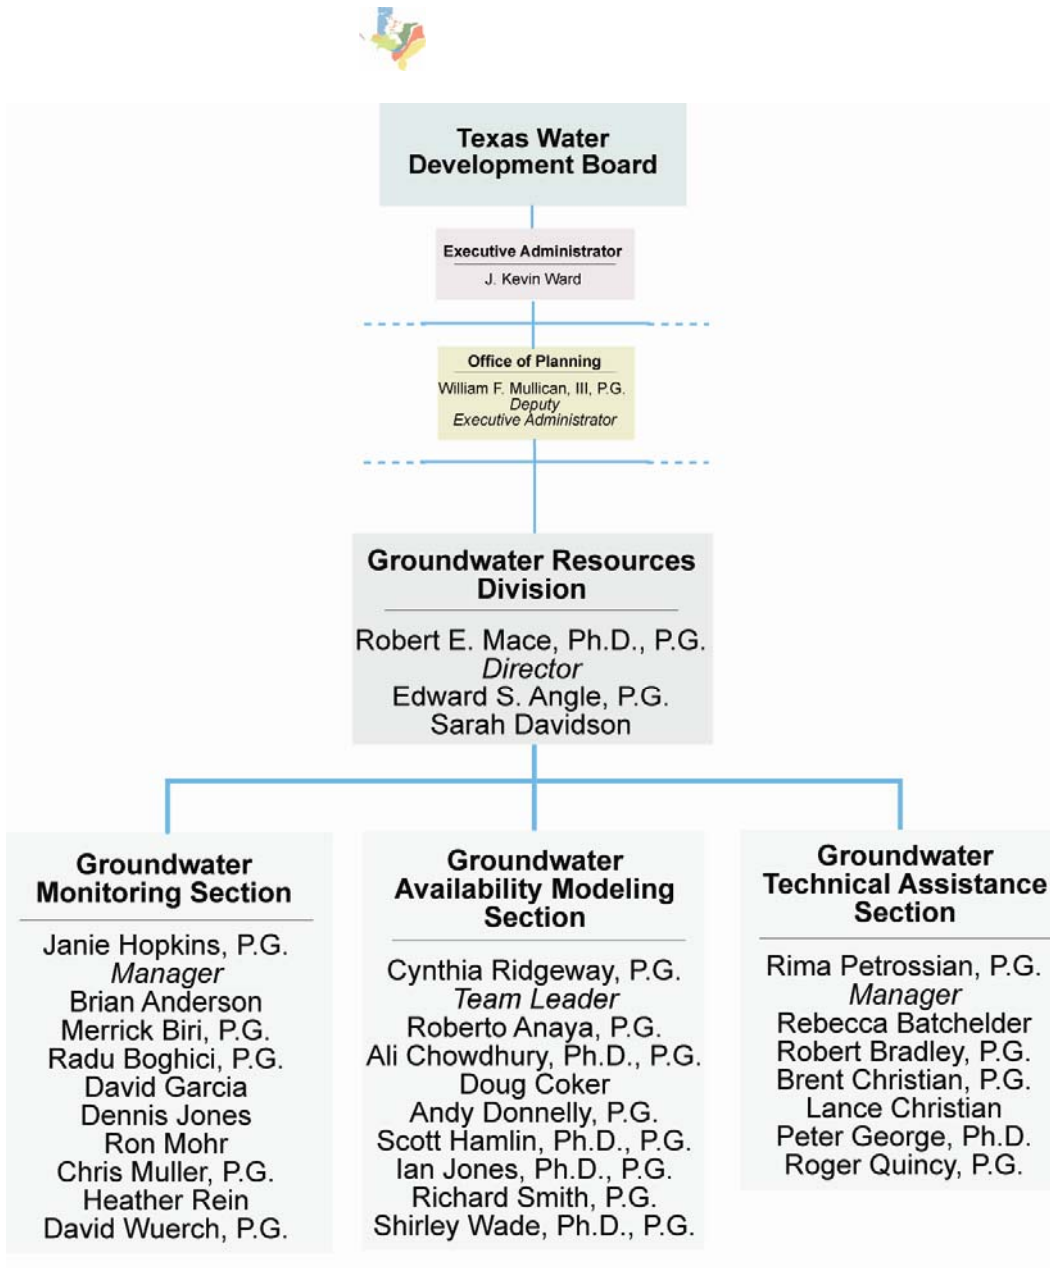 Texas Water
Development Board
Executive Administrator
J. Kevin Ward
Office of Planning
William F. Mullican, III, P.G.
Deputy
Executive Administrator
Groundwater Resources
Division
Robert E. Mace, Ph.D., P.G.
Director
Edward S. Angle, P.G.
Sarah Davidson
Groundwater
Monitoring Section
Janie Hopkins, P.G.
Manager
Brian Anderson
Merrick Biri, P.G.
Radu Boghici, P.G.
David Garcia
Dennis Jones
Ron Mohr
Chris Muller, P.G.
Heather Rein
David Wuerch, P.G.
Groundwater
Availability Modeling
Section
Cynthia Ridgeway, P.G.
Team Leader
Roberto Anaya, P.G.
Ali Chowdhury, Ph.D., P.G.
Doug Coker
Andy Donnelly, P.G.
Scott Hamlin, Ph.D., P.G.
Ian Jones, Ph.D., P.G.
Richard Smith, P.G.
Shirley Wade, Ph.D., P.G.
Groundwater
Technical Assistance
Section
Rima Petrossian, P.G.
Manager
Rebecca Batchelder
Robert Bradley, P.G.
Brent Christian, P.G.
Lance Christian
Peter George, Ph.D.
Roger Quincy, P.G.